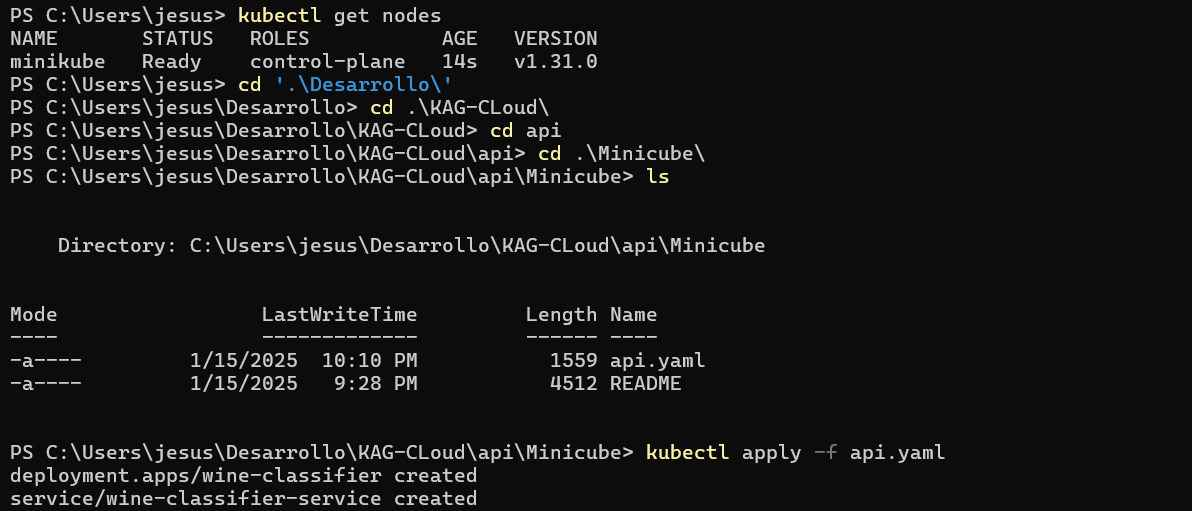 PS C:\Users\jesus> kubectl get nodes
NAME       STATUS   ROLES           AGE   VERSION
minikube   Ready    control-plane   14s   v1.31.0
PS C:\Users\jesus> cd '.\Desarrollo\'
PS C:\Users\jesus\Desarrollo> cd .\KAG-CLoud\
PS C:\Users\jesus\Desarrollo\KAG-CLoud> cd api
PS C:\Users\jesus\Desarrollo\KAG-CLoud\api> cd .\Minicube\
PS C:\Users\jesus\Desarrollo\KAG-CLoud\api\Minicube> ls
    Directory: C:\Users\jesus\Desarrollo\KAG-CLoud\api\Minicube
Mode                 LastWriteTime         Length Name
----                 -------------         ------ ----
-a----         1/15/2025  10:10 PM           1559 api.yaml
-a----         1/15/2025   9:28 PM           4512 README
PS C:\Users\jesus\Desarrollo\KAG-CLoud\api\Minicube> kubectl apply -f api.yaml
deployment.apps/wine-classifier created
service/wine-classifier-service created